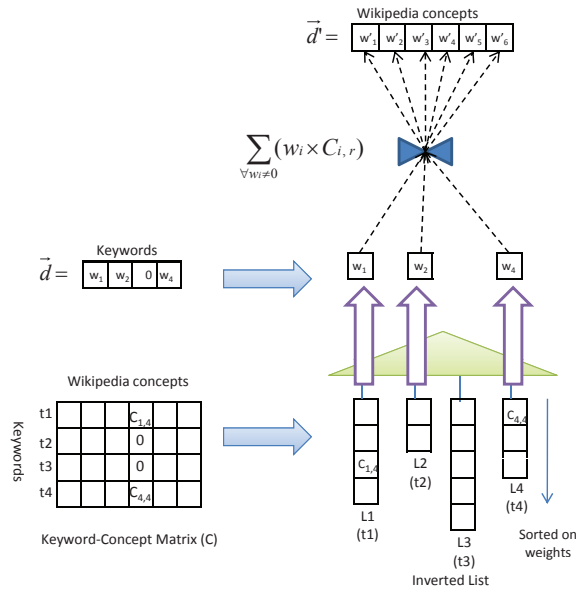 Wikipedia concepts
d⃗' = w'1 w'2 w'3 w'4 w'5 w'6
∑∀wi≠0 (wi × Ci, r)
Keywords
d⃗ = w1 w2 0 w4
w1 w2 w4
Wikipedia concepts
Keywords
t1 C1,4
t2 0
t3 0
t4 C4,4
Keyword-Concept Matrix (C)
C4,4
C1,4
L1
(t1)
L2
(t2)
L3
(t3)
L4
(t4)
Inverted List
Sorted on
weights